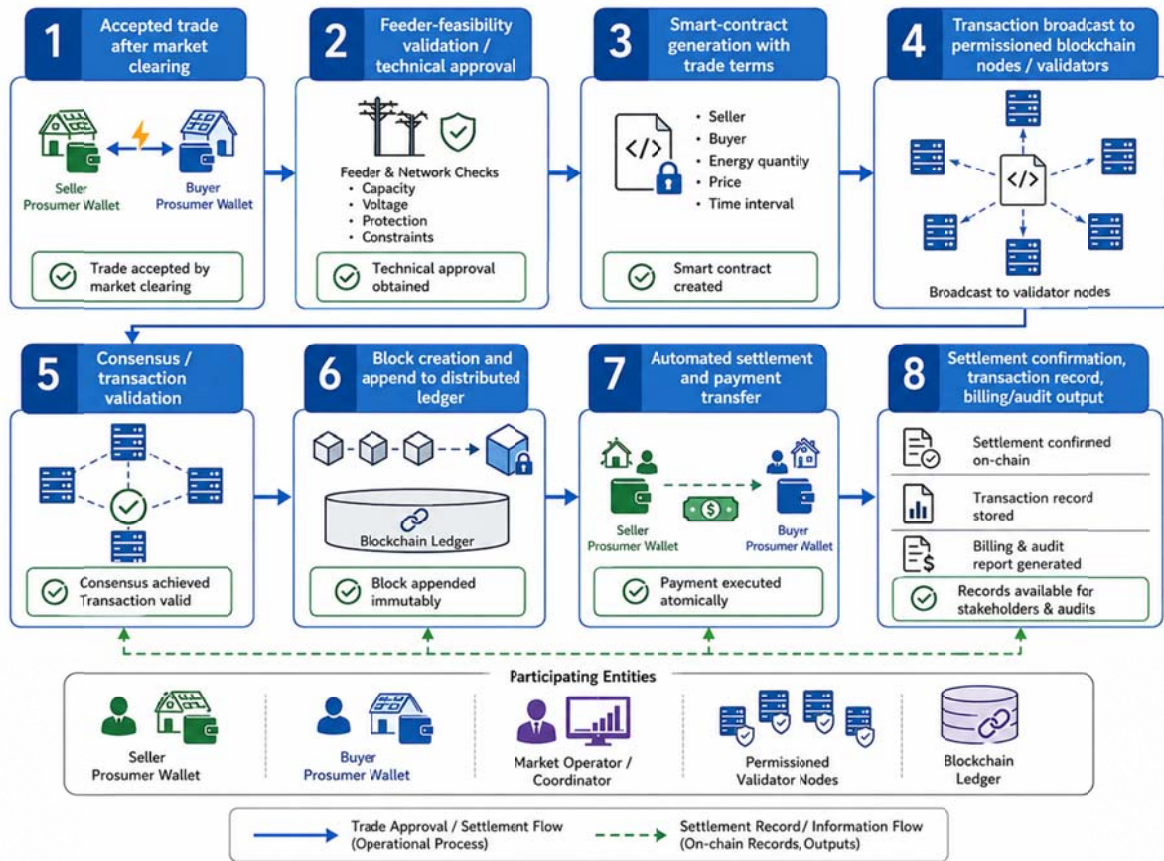 1
Accepted trade
after market
clearing
Seller
Prosumer Wallet
Buyer
Prosumer Wallet
Trade accepted by
market clearing
2
Feeder-feasibility
validation /
technical approval
Feeder & Network Checks
• Capacity
• Voltage
• Protection
• Constraints
Technical approval
obtained
3
Smart-contract
generation with
trade terms
</>
• Seller
• Buyer
• Energy quantity
• Price
• Time interval
Smart contract
created
4
Transaction broadcast to
permissioned blockchain
nodes / validators
</>
Broadcast to validator nodes
5
Consensus /
transaction
validation
Consensus achieved
Transaction valid
6
Block creation and
append to distributed
ledger
Blockchain Ledger
Block appended
immutably
7
Automated settlement
and payment
transfer
$
Seller
Prosumer Wallet
Buyer
Prosumer Wallet
Payment executed
atomically
8
Settlement confirmation,
transaction record,
billing/audit output
Settlement confirmed
on-chain
Transaction record
stored
$
Billing & audit
report generated
Records available for
stakeholders & audits
Participating Entities
Seller
Prosumer Wallet
Buyer
Prosumer Wallet
Market Operator /
Coordinator
Permissioned
Validator Nodes
Blockchain
Ledger
Trade Approval / Settlement Flow
(Operational Process)
Settlement Record / Information Flow
(On-chain Records, Outputs)